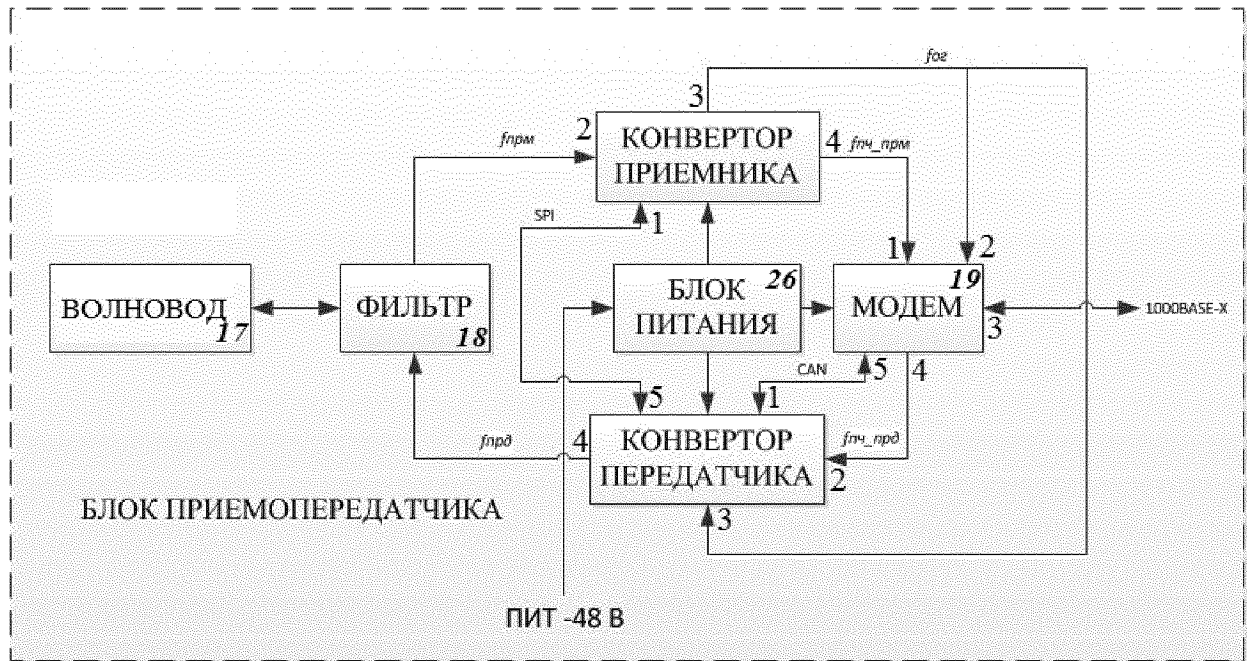 fог
3
2
КОНВЕРТОР
ПРИЕМНИКА
4
fпч_прм
fпрм
SPI
1
1
2
ВОЛНОВОД
17
ФИЛЬТР
18
БЛОК
ПИТАНИЯ
26
МОДЕМ
19
3
1000BASE-X
CAN
5
4
5
1
fпрд
4
КОНВЕРТОР
ПЕРЕДАТЧИКА
fпч_прд
2
3
БЛОК ПРИЕМОПЕРЕДАТЧИКА
ПИТ -48 В